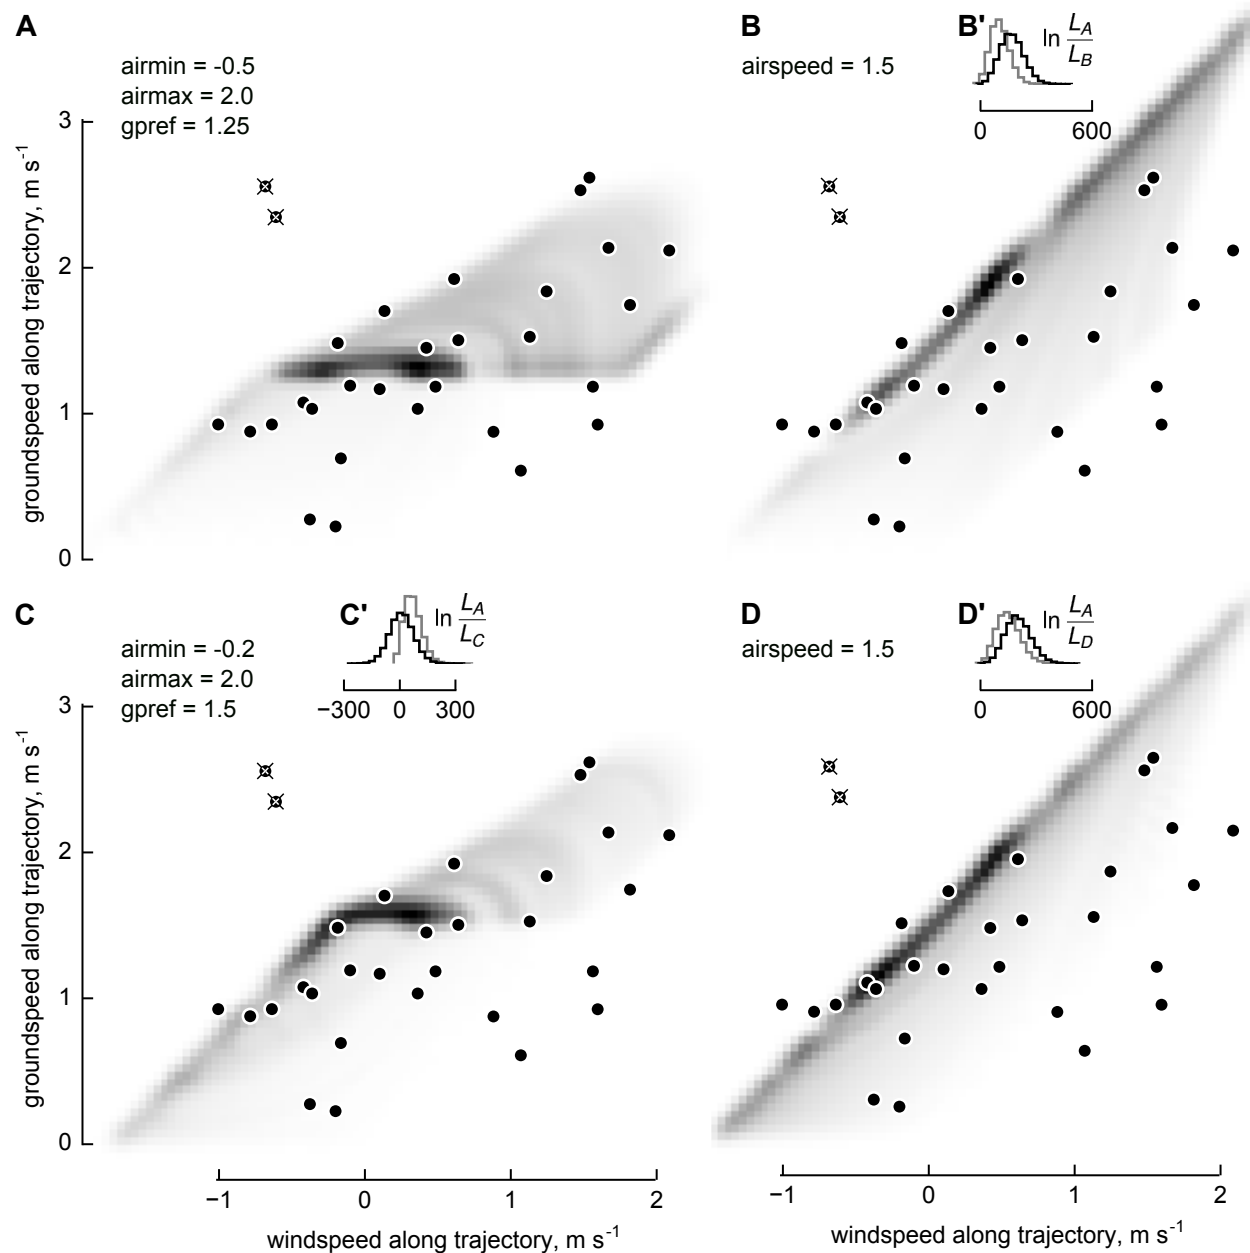 A
airmin = -0.5
airmax = 2.0
gpref = 1.25
groundspeed along trajectory, m s⁻¹
3
2
1
0
B
airspeed = 1.5
B'
ln L_A / L_B
0 600
C
airmin = -0.2
airmax = 2.0
gpref = 1.5
C'
ln L_A / L_C
−300 0 300
groundspeed along trajectory, m s⁻¹
3
2
1
0
−1 0 1 2
windspeed along trajectory, m s⁻¹
D
airspeed = 1.5
D'
ln L_A / L_D
0 600
−1 0 1 2
windspeed along trajectory, m s⁻¹